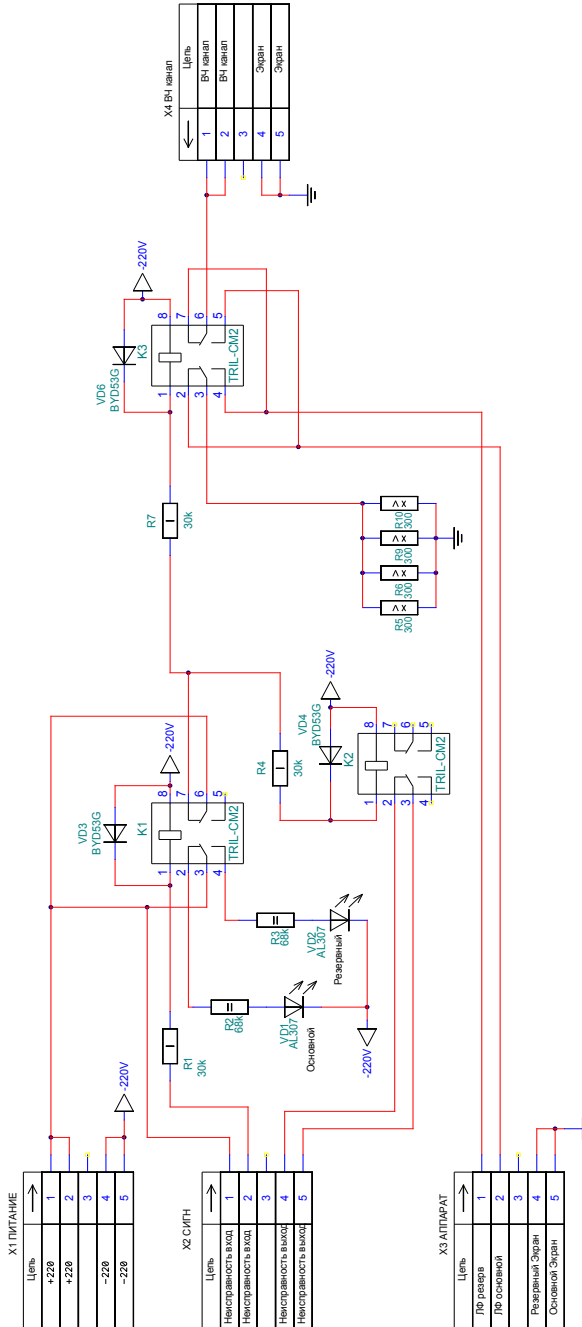 X4 ВЧ канал
Цепь
1 ВЧ канал
2 ВЧ канал
3
4 Экран
5 Экран
-220V
VD6
BYD53G
K3
TRIL-CM2
1
2
3
4
8
7
6
5
R7
30k
R5
300
R6
300
R9
300
R10
300
-220V
VD3
BYD53G
K1
TRIL-CM2
1
2
3
4
8
7
6
5
R4
30k
-220V
VD4
BYD53G
K2
TRIL-CM2
1
2
3
4
8
7
6
5
R1
30k
R2
68k
R3
68k
VD1
AL307
Основной
VD2
AL307
Резервный
-220V
-220V
X1 ПИТАНИЕ
Цепь
+220 1
+220 2
3
-220 4
-220 5
X2 СИГН
Цепь
Неисправность вход 1
Неисправность вход 2
3
Неисправность выход 4
Неисправность выход 5
X3 АППАРАТ
Цепь
ЛФ резерв 1
ЛФ основной 2
3
Резервный Экран 4
Основной Экран 5